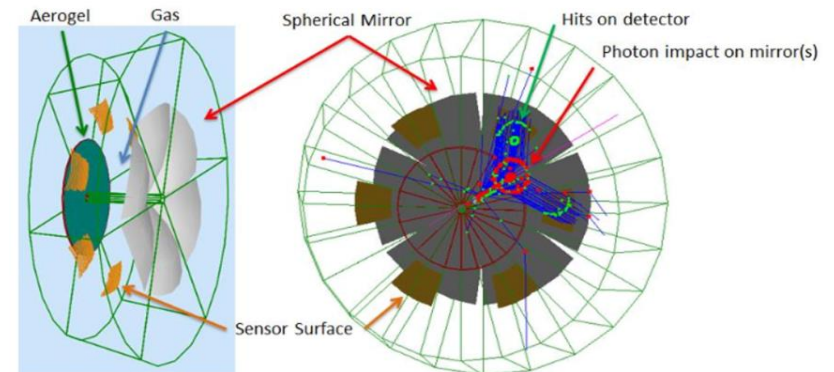 Aerogel
Gas
Spherical Mirror
Hits on detector
Photon impact on mirror(s)
Sensor Surface